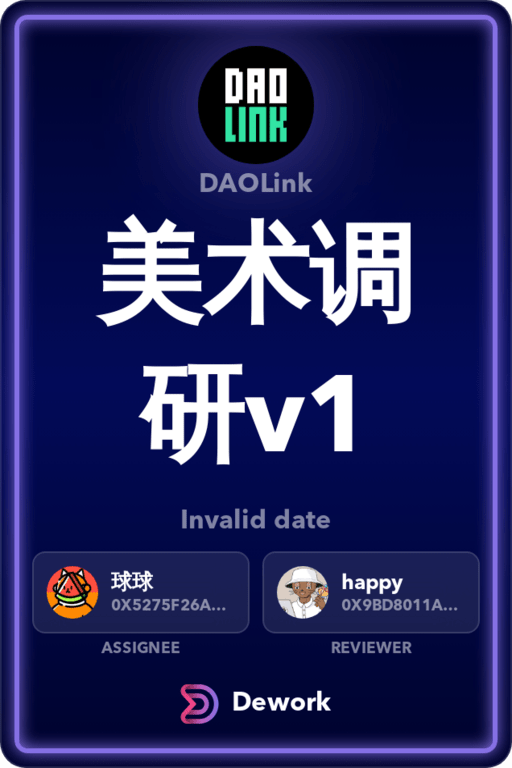 DAO
LINK
DAOLink
美术调
研v1
Invalid date
球球
0X5275F26A...
ASSIGNEE
happy
0X9BD8011A...
REVIEWER
Dework